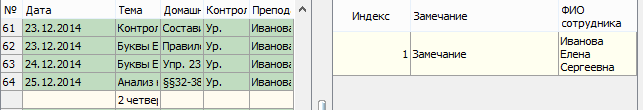 № Дата Тема Домашн Контрол Препода
61 23.12.2014 Контрол Составь Ур. Иванова
62 23.12.2014 Буквы Е Правило Ур. Иванова
63 24.12.2014 Буквы Е Упр. 23 Ур. Иванова
64 25.12.2014 Анализ к §§32-38 Ур. Иванова
2 четвер
Индекс Замечание ФИО
сотрудника
1 Замечание Иванова
Елена
Сергеевна